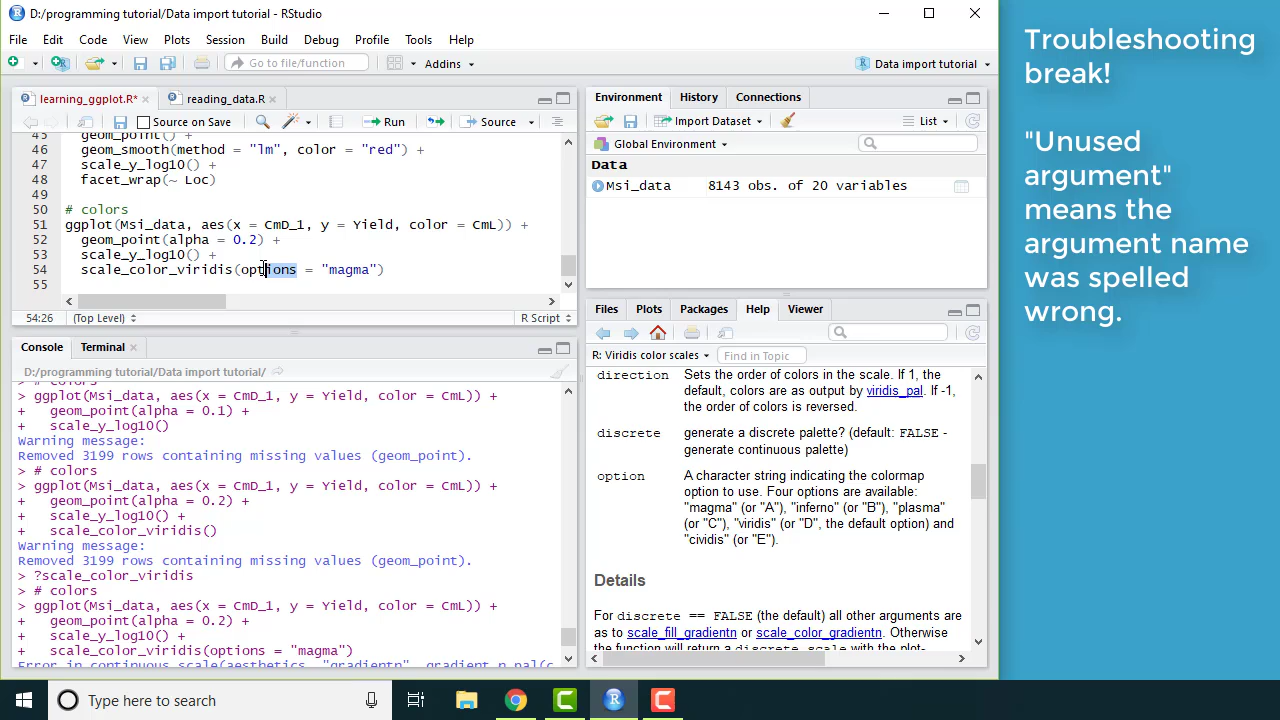 D:/programming tutorial/Data import tutorial - RStudio
File Edit Code View Plots Session Build Debug Profile Tools Help
Go to file/function Addins Data import tutorial
learning_ggplot.R* reading_data.R
Source on Save Run Source
45 geom_point() +
46 geom_smooth(method = "lm", color = "red") +
47 scale_y_log10() +
48 facet_wrap(~ Loc)
49
50 # colors
51 ggplot(Msi_data, aes(x = CmD_1, y = Yield, color = CmL)) +
52 geom_point(alpha = 0.2) +
53 scale_y_log10() +
54 scale_color_viridis(options = "magma")
55
54:26 (Top Level) R Script
Console Terminal
D:/programming tutorial/Data import tutorial/
> # colors
> ggplot(Msi_data, aes(x = CmD_1, y = Yield, color = CmL)) +
+ geom_point(alpha = 0.1) +
+ scale_y_log10()
Warning message:
Removed 3199 rows containing missing values (geom_point).
> # colors
> ggplot(Msi_data, aes(x = CmD_1, y = Yield, color = CmL)) +
+ geom_point(alpha = 0.2) +
+ scale_y_log10() +
+ scale_color_viridis()
Warning message:
Removed 3199 rows containing missing values (geom_point).
> ?scale_color_viridis
> # colors
> ggplot(Msi_data, aes(x = CmD_1, y = Yield, color = CmL)) +
+ geom_point(alpha = 0.2) +
+ scale_y_log10() +
+ scale_color_viridis(options = "magma")
Error in continuous_scale(aesthetics, "gradientn", gradient_n_pal(c
Environment History Connections
Import Dataset List
Global Environment
Data
Msi_data 8143 obs. of 20 variables
Files Plots Packages Help Viewer
R: Viridis color scales Find in Topic
direction Sets the order of colors in the scale. If 1, the
default, colors are as output by viridis_pal. If -1,
the order of colors is reversed.
discrete generate a discrete palette? (default: FALSE -
generate continuous palette)
option A character string indicating the colormap
option to use. Four options are available:
"magma" (or "A"), "inferno" (or "B"), "plasma"
(or "C"), "viridis" (or "D", the default option) and
"cividis" (or "E").
Details
For discrete == FALSE (the default) all other arguments are
as to scale_fill_gradientn or scale_color_gradientn. Otherwise
the function will return a discrete_scale with the plot-
Troubleshooting
break!
"Unused
argument"
means the
argument name
was spelled
wrong.
Type here to search